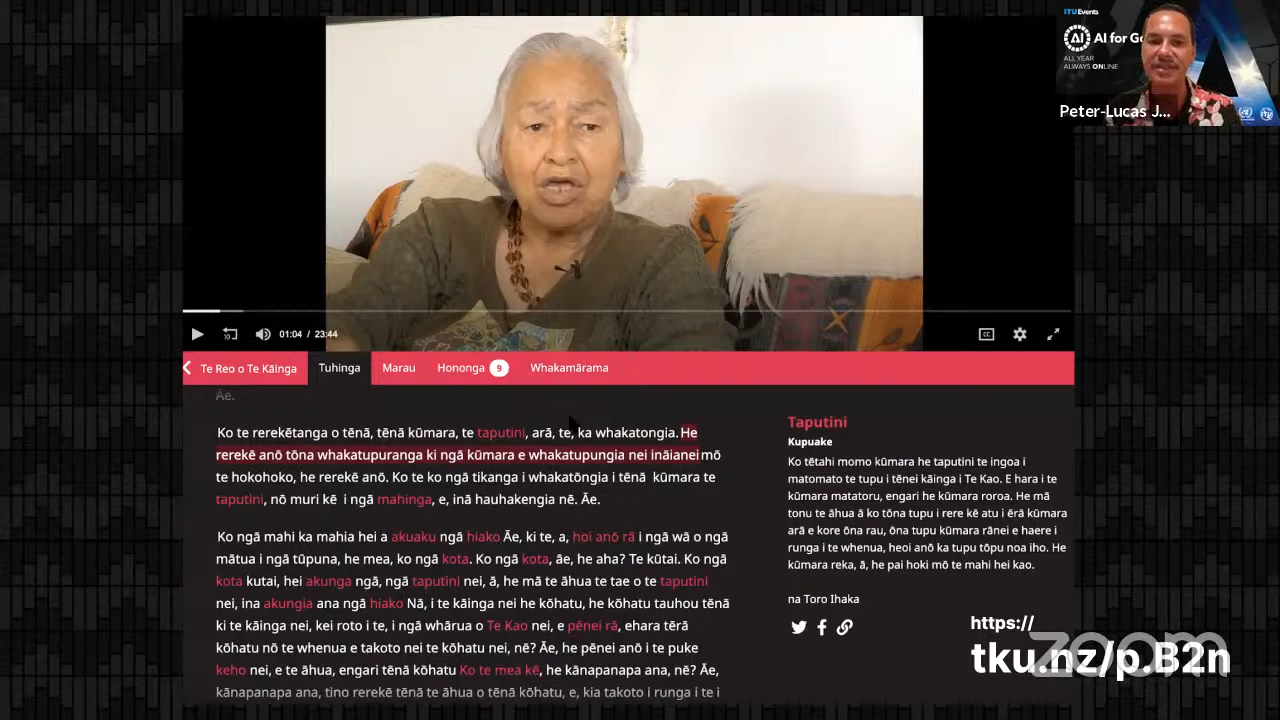 ITUEvents
AI
AI for Go
ALL YEAR
ALWAYS ONLINE
Peter-Lucas J...
10
01:04 / 23:44
CC
Te Reo o Te Kāinga
Tuhinga
Marau
Hononga 9
Whakamārama
Āe.
Ko te rerekētanga o tēnā, tēnā kūmara, te taputini, arā, te, ka whakatongia. He
rerekē anō tōna whakatupuranga ki ngā kūmara e whakatupungia nei ināianei mō
te hokohoko, he rerekē anō. Ko te ko ngā tikanga i whakatōngia i tēnā kūmara te
taputini, nō muri kē i ngā mahinga, e, inā hauhakengia nē. Āe.
Ko ngā mahi ka mahia hei a akuaku ngā hiako Āe, ki te, a, hoi anō rā i ngā wā o ngā
mātua i ngā tūpuna, he mea, ko ngā kota. Ko ngā kota, āe, he aha? Te kūtai. Ko ngā
kota kutai, hei akunga ngā, ngā taputini nei, ā, he mā te āhua te tae o te taputini
nei, ina akungia ana ngā hiako Nā, i te kāinga nei he kōhatu, he kōhatu tauhou tēnā
ki te kāinga nei, kei roto i te, i ngā whārua o Te Kao nei, e pēnei rā, ehara tērā
kōhatu nō te whenua e takoto nei te kōhatu nei, nē? Āe, he pēnei anō i te puke
keho nei, e te āhua, engari tēnā kōhatu Ko te mea kē, he kānapanapa ana, nē? Āe,
kānapanapa ana, tino rerekē tēnā te āhua o tēnā kōhatu, e, kia takoto i runga i te i
Taputini
Kupuake
Ko tētahi momo kūmara he taputini te ingoa i
matomato te tupu i tēnei kāinga i Te Kao. E hara i te
kūmara matatoru, engari he kūmara roroa. He mā
tonu te āhua ā ko tōna tupu i rere kē atu i ērā kūmara
arā e kore ōna rau, ōna tupu kūmara rānei e haere i
runga i te whenua, heoi anō ka tupu tōpu noa iho. He
kūmara reka, ā, he pai hoki mō te mahi hei kao.
na Toro Ihaka
https://
tku.nz/p.B2n
zoom